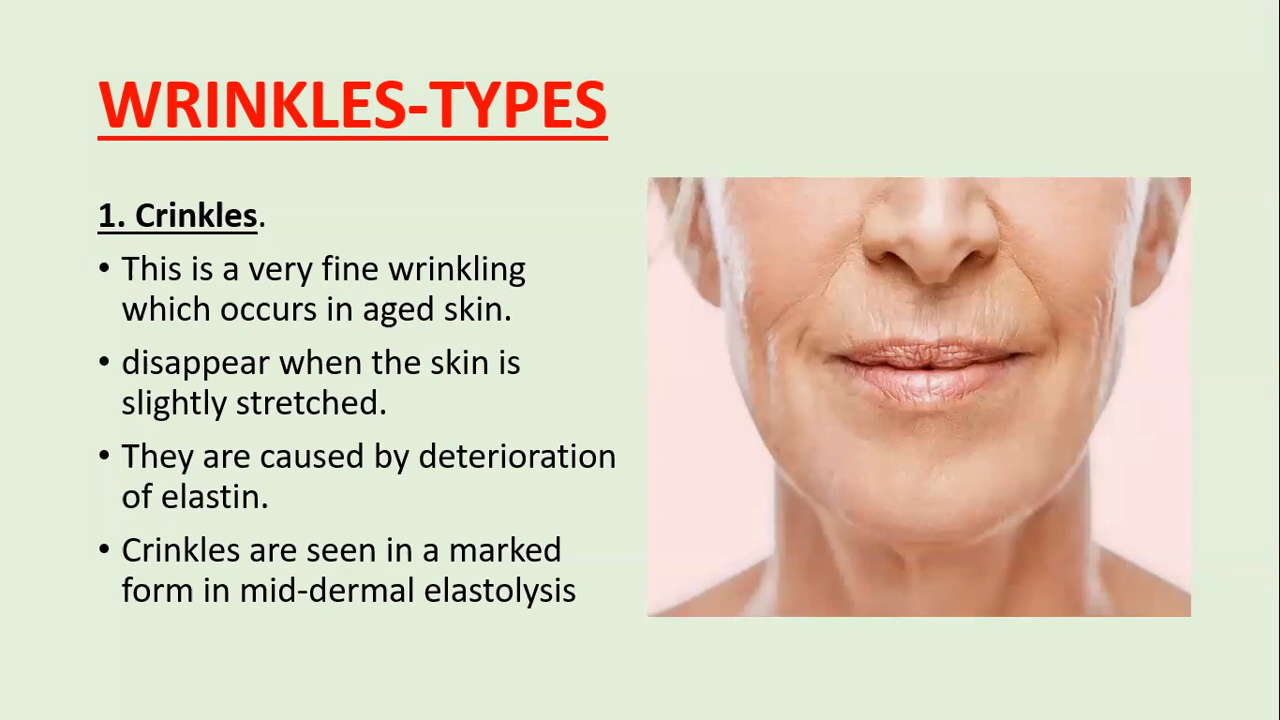 WRINKLES-TYPES
1. Crinkles.
• This is a very fine wrinkling
which occurs in aged skin.
• disappear when the skin is
slightly stretched.
• They are caused by deterioration
of elastin.
• Crinkles are seen in a marked
form in mid-dermal elastolysis